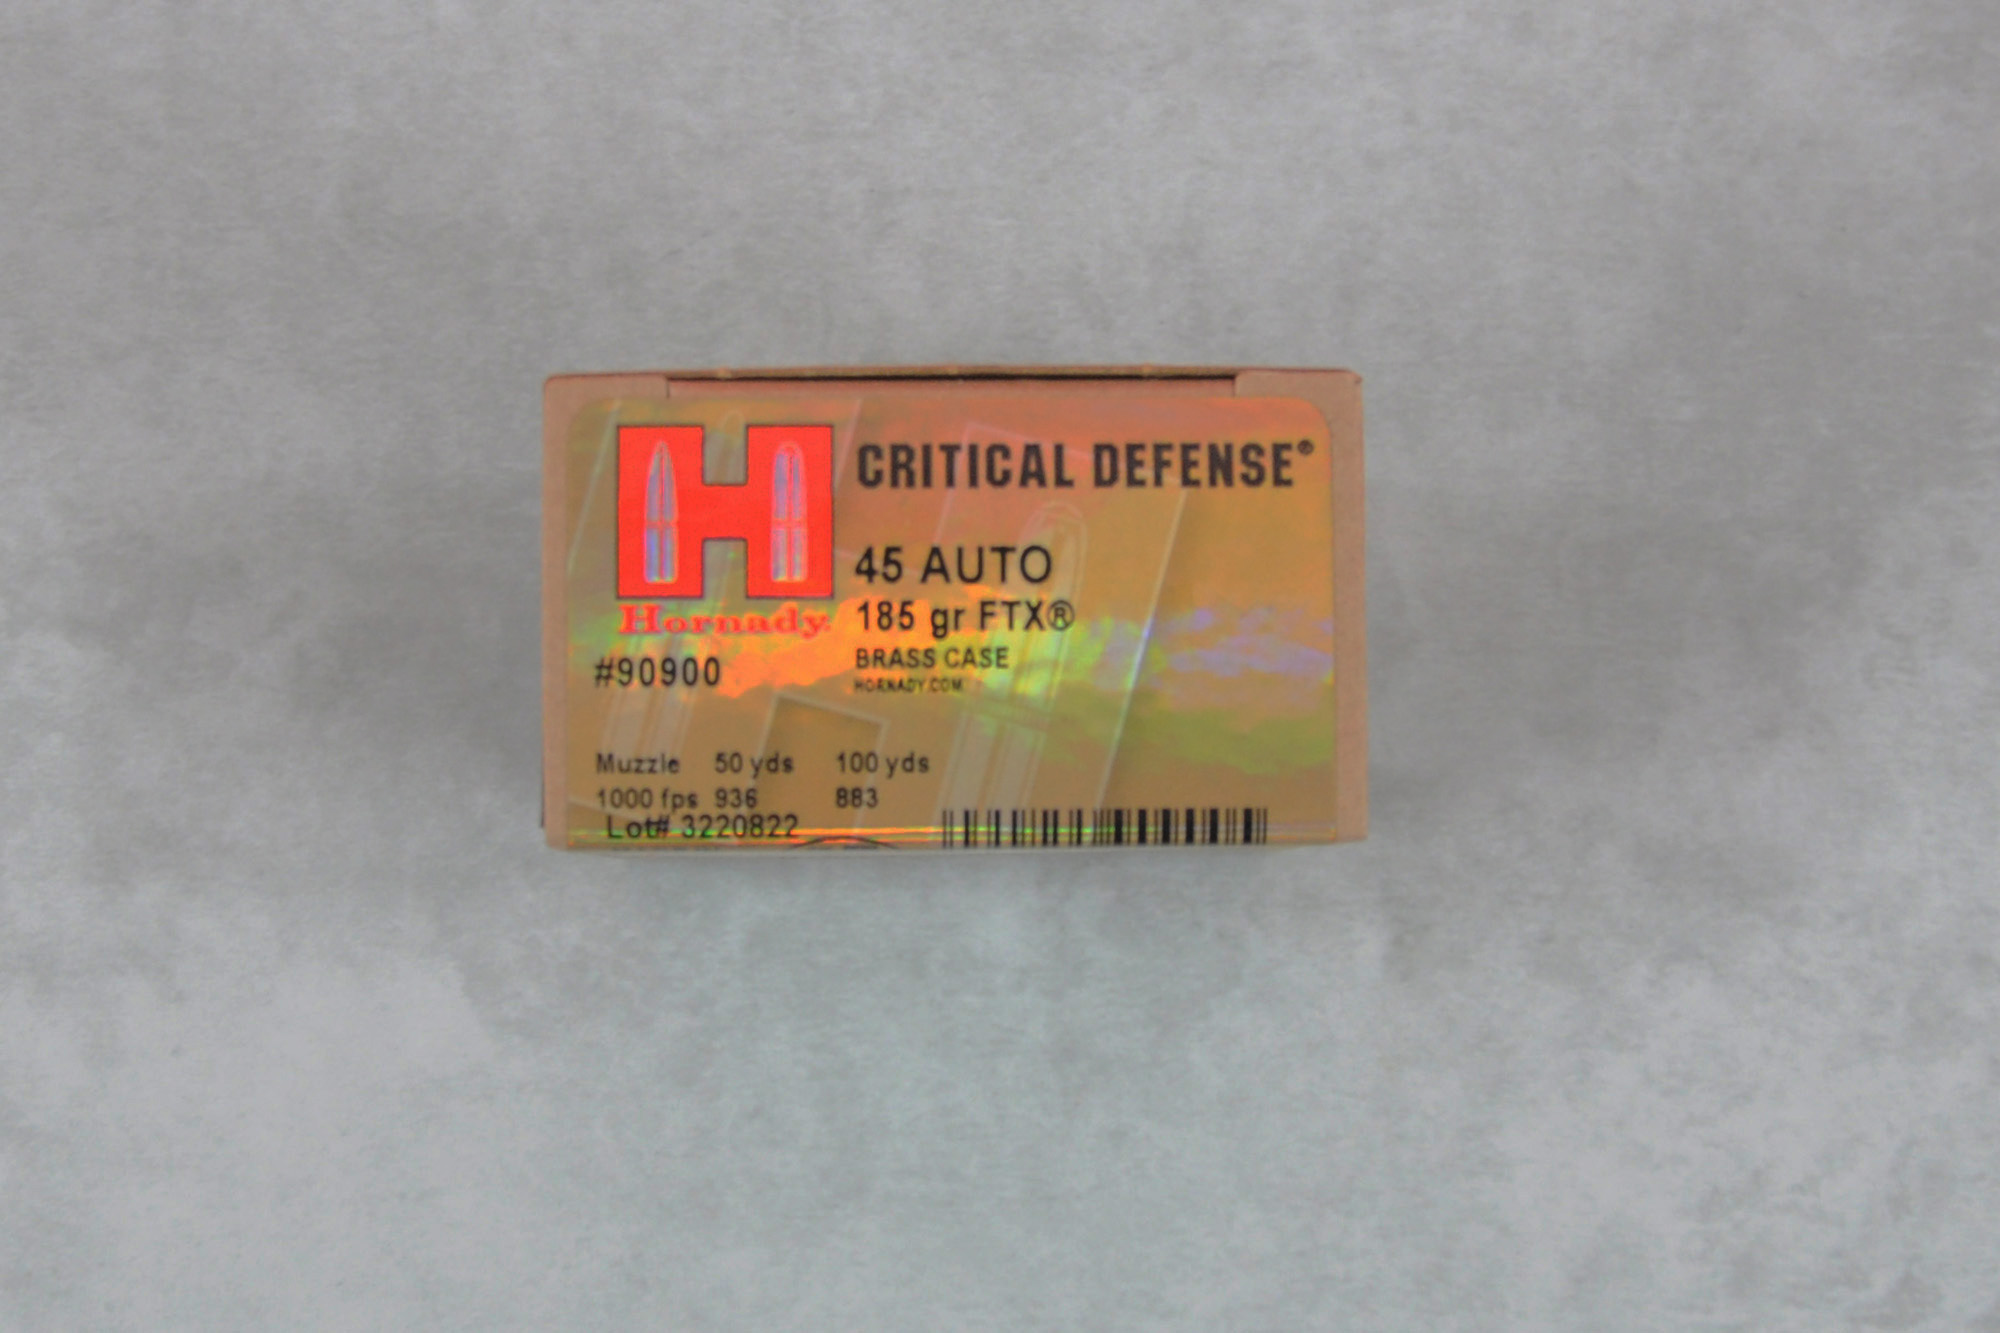 CRITICAL DEFENSE®
Hornady
#90900
45 AUTO
185 gr FTX®
BRASS CASE
HORNADY.COM
Muzzle 50 yds 100 yds
1000 fps 936 883
Lot# 3220822